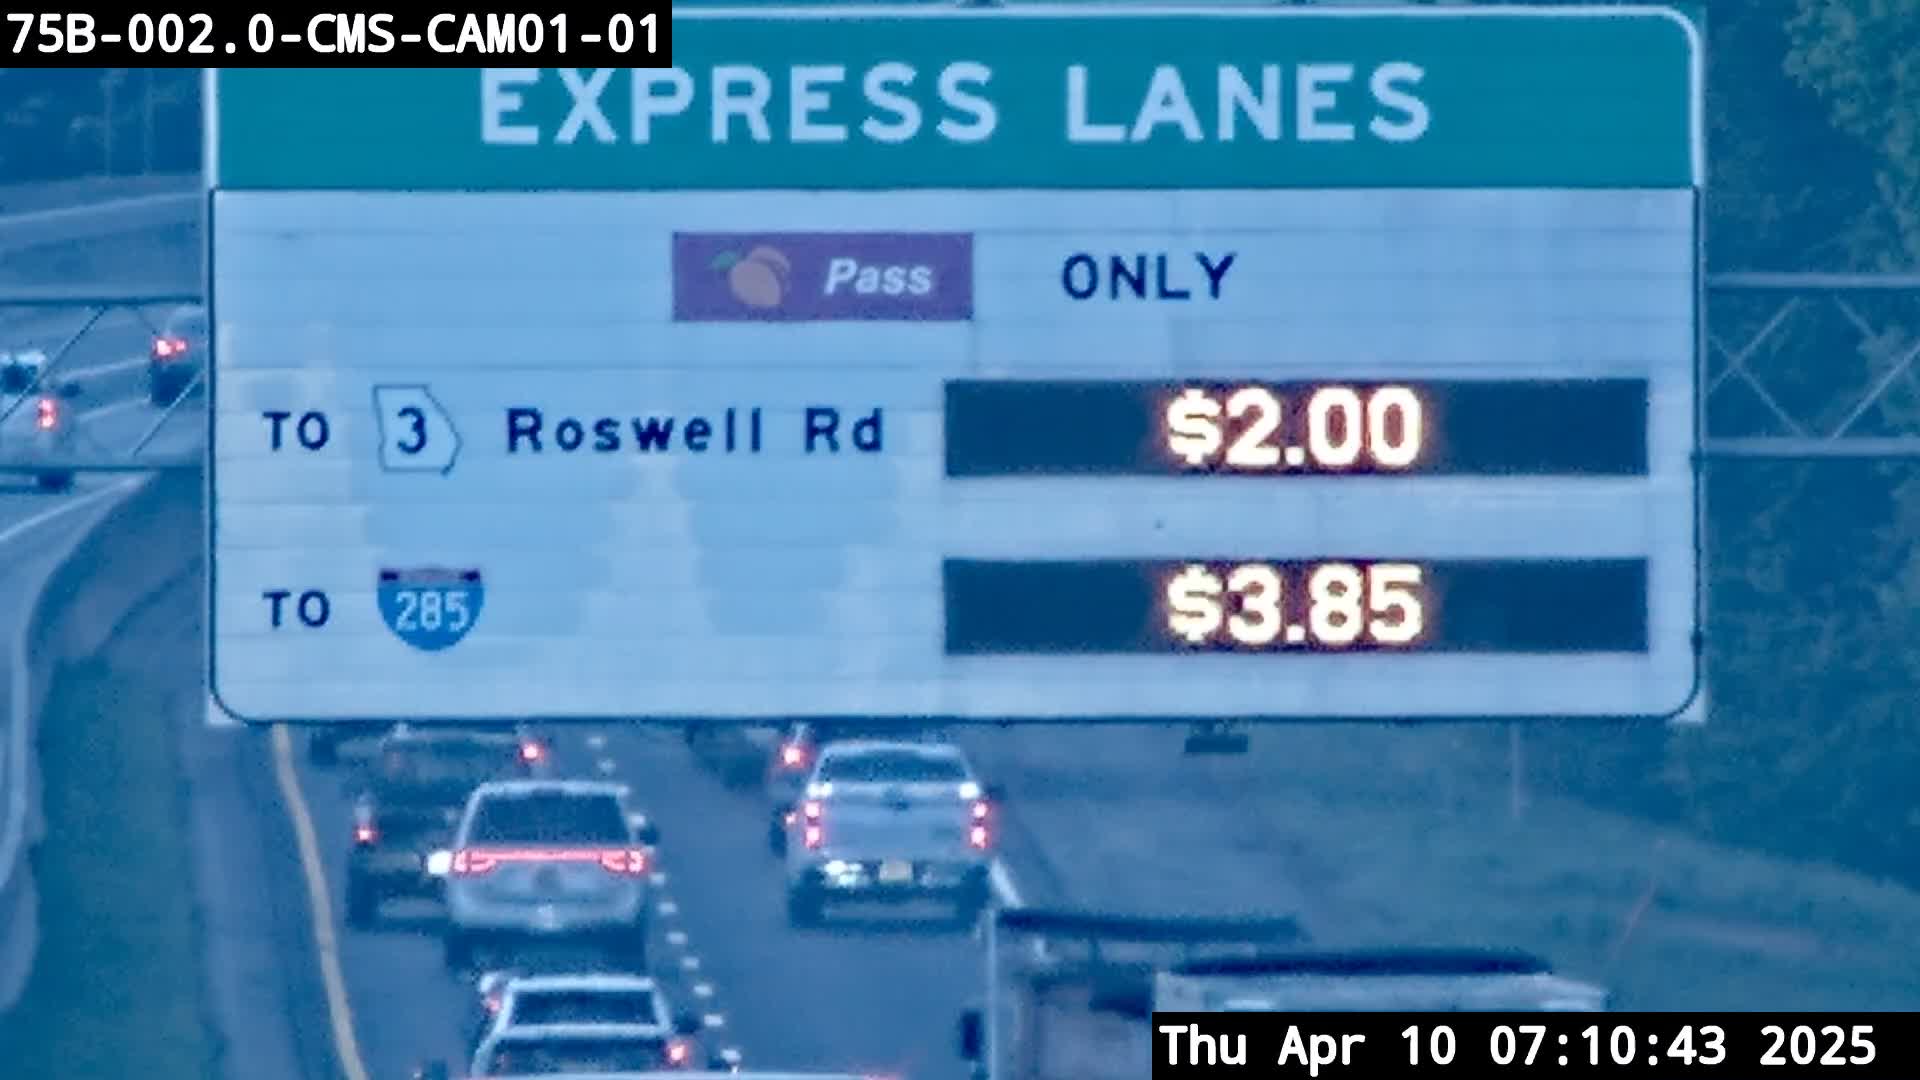 75B-002.0-CMS-CAM01-01
EXPRESS LANES
Pass ONLY
TO 3 Roswell Rd $2.00
TO 285 $3.85
Thu Apr 10 07:10:43 2025